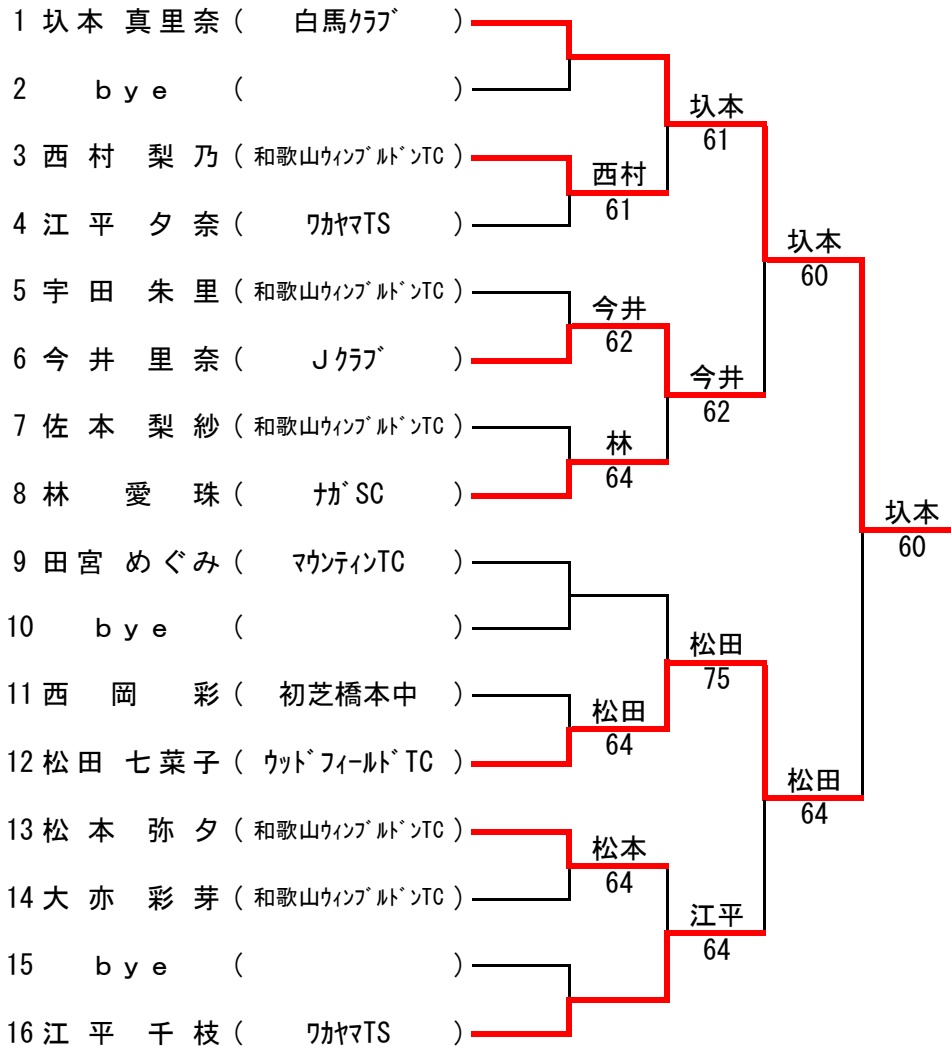 1 圦本 真里奈 ( 白馬クラブ )
2 bye ( )
圦本
61
3 西村 梨乃 ( 和歌山ウィンブルドンTC )
西村
61
4 江平 夕奈 ( ワカヤマTS )
圦本
60
5 宇田 朱里 ( 和歌山ウィンブルドンTC )
今井
62
6 今井 里奈 ( Jクラブ )
今井
62
7 佐本 梨紗 ( 和歌山ウィンブルドンTC )
林
64
8 林 愛珠 ( ナガSC )
圦本
60
9 田宮 めぐみ ( マウンティンTC )
10 bye ( )
松田
75
11 西岡 彩 ( 初芝橋本中 )
松田
64
12 松田 七菜子 ( ウッドフィールドTC )
松田
64
13 松本 弥夕 ( 和歌山ウィンブルドンTC )
松本
64
14 大亦 彩芽 ( 和歌山ウィンブルドンTC )
江平
64
15 bye ( )
16 江平 千枝 ( ワカヤマTS )